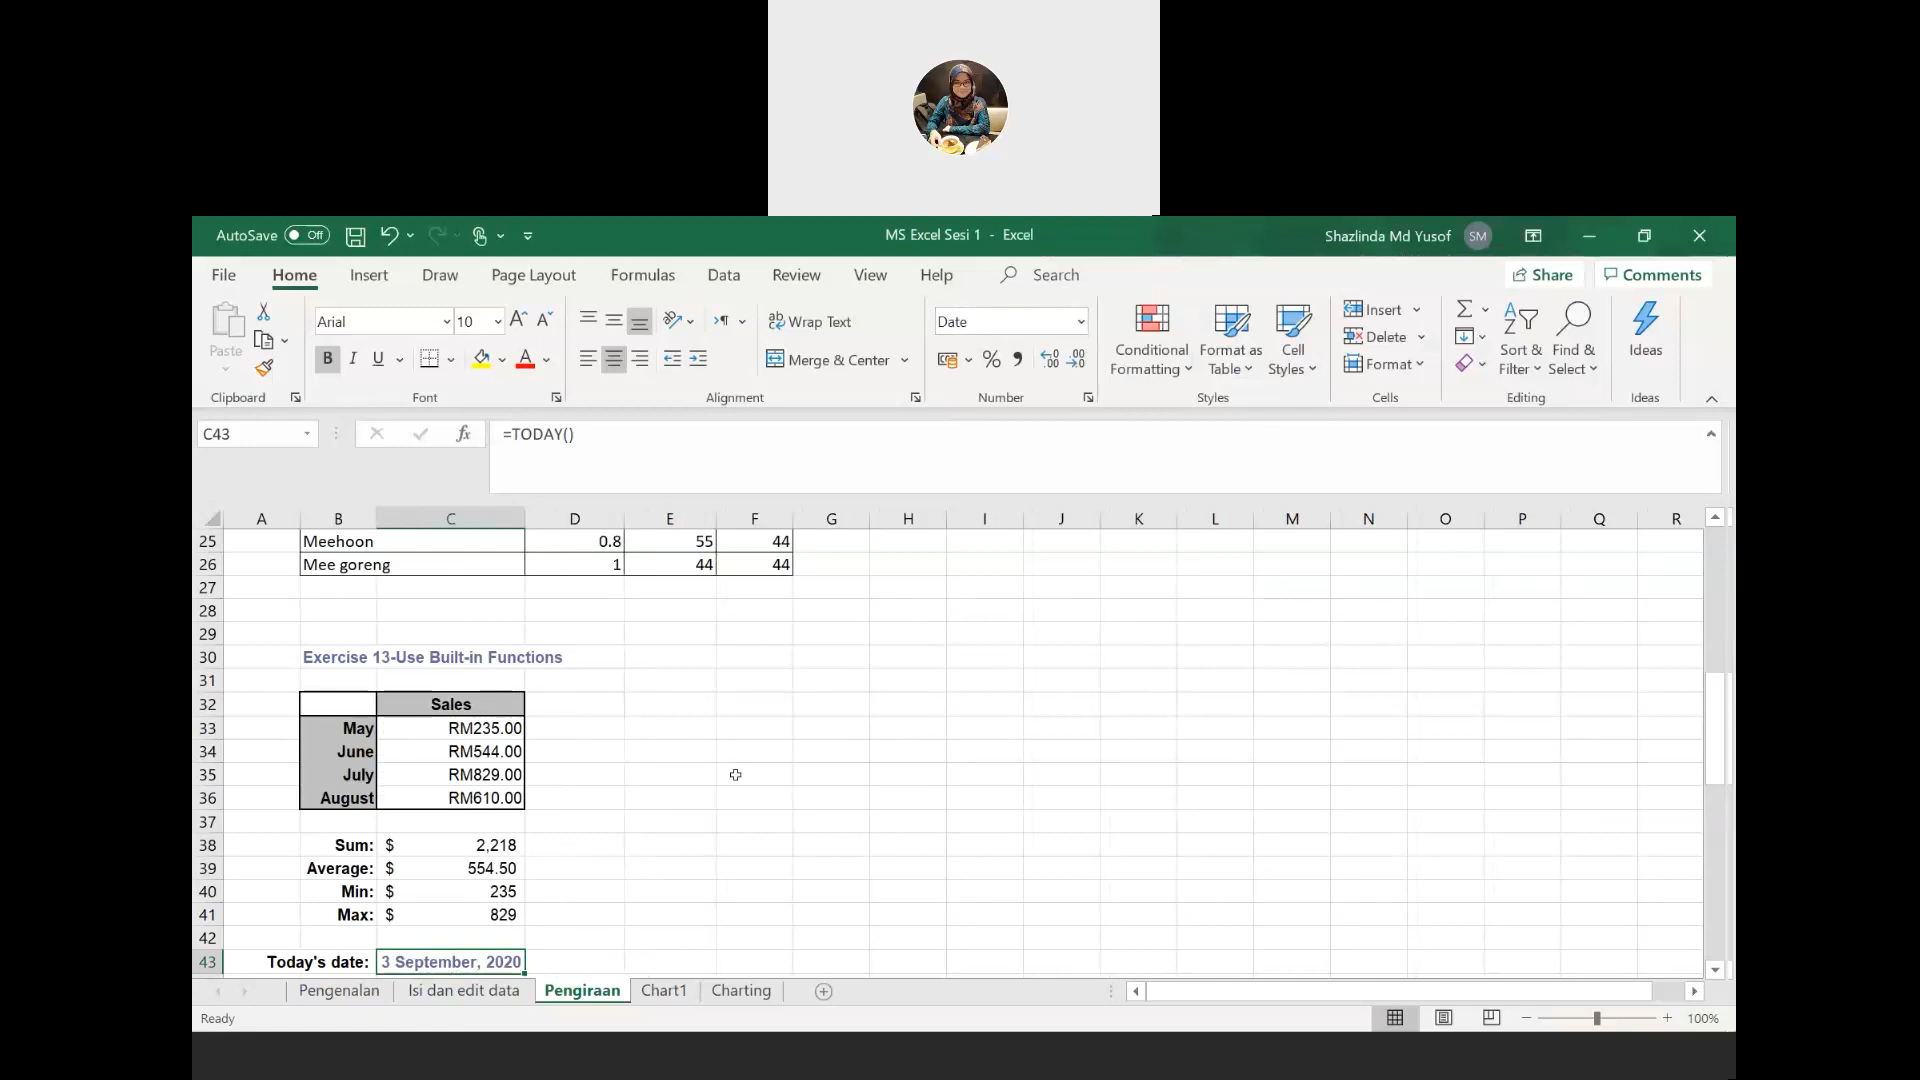 AutoSave Off MS Excel Sesi 1 - Excel Shazlinda Md Yusof SM
File Home Insert Draw Page Layout Formulas Data Review View Help Search Share Comments
Paste
Clipboard
Arial 10
B I U A
Font
ab Wrap Text
Merge & Center
Alignment
Date
% , .00
Number
Conditional Formatting
Format as Table
Cell Styles
Styles
Insert
Delete
Format
Cells
Sort & Filter
Find & Select
Editing
Ideas
Ideas
C43 fx =TODAY()
A B C D E F G H I J K L M N O P Q R
25 Meehoon 0.8 55 44
26 Mee goreng 1 44 44
27
28
29
30 Exercise 13-Use Built-in Functions
31
32 Sales
33 May RM235.00
34 June RM544.00
35 July RM829.00
36 August RM610.00
37
38 Sum: $ 2,218
39 Average: $ 554.50
40 Min: $ 235
41 Max: $ 829
42
43 Today's date: 3 September, 2020
Pengenalan Isi dan edit data Pengiraan Chart1 Charting
Ready 100%